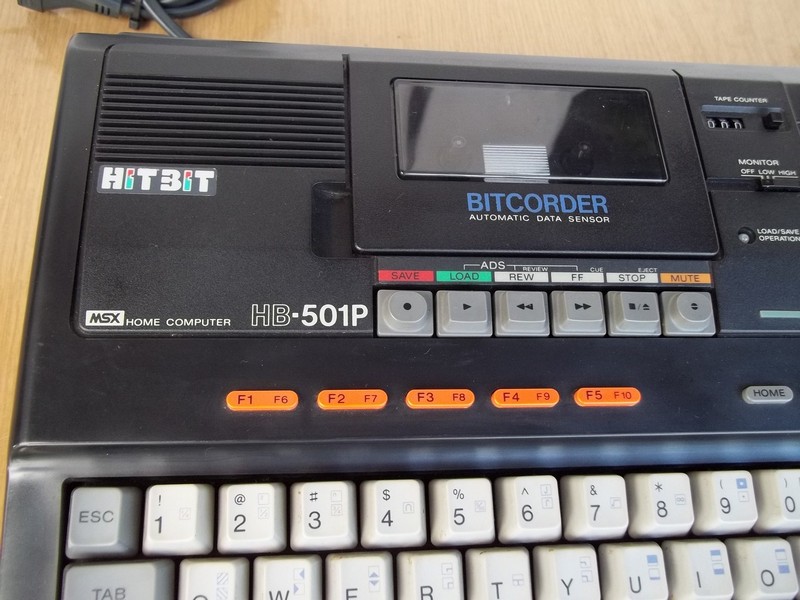 TAPE COUNTER
000
MONITOR
OFF LOW HIGH
HiTBiT
BITCORDER
AUTOMATIC DATA SENSOR
LOAD/SAVE
OPERATION
ADS REVIEW CUE EJECT
SAVE LOAD REW FF STOP MUTE
MSX HOME COMPUTER HB-501P
F1 F6 F2 F7 F3 F8 F4 F9 F5 F10 HOME
ESC ! 1 @ 2 # 3 $ 4 % 5 ^ 6 & 7 * 8 ( 9 ) 0
TAB Q W E R T Y U I O